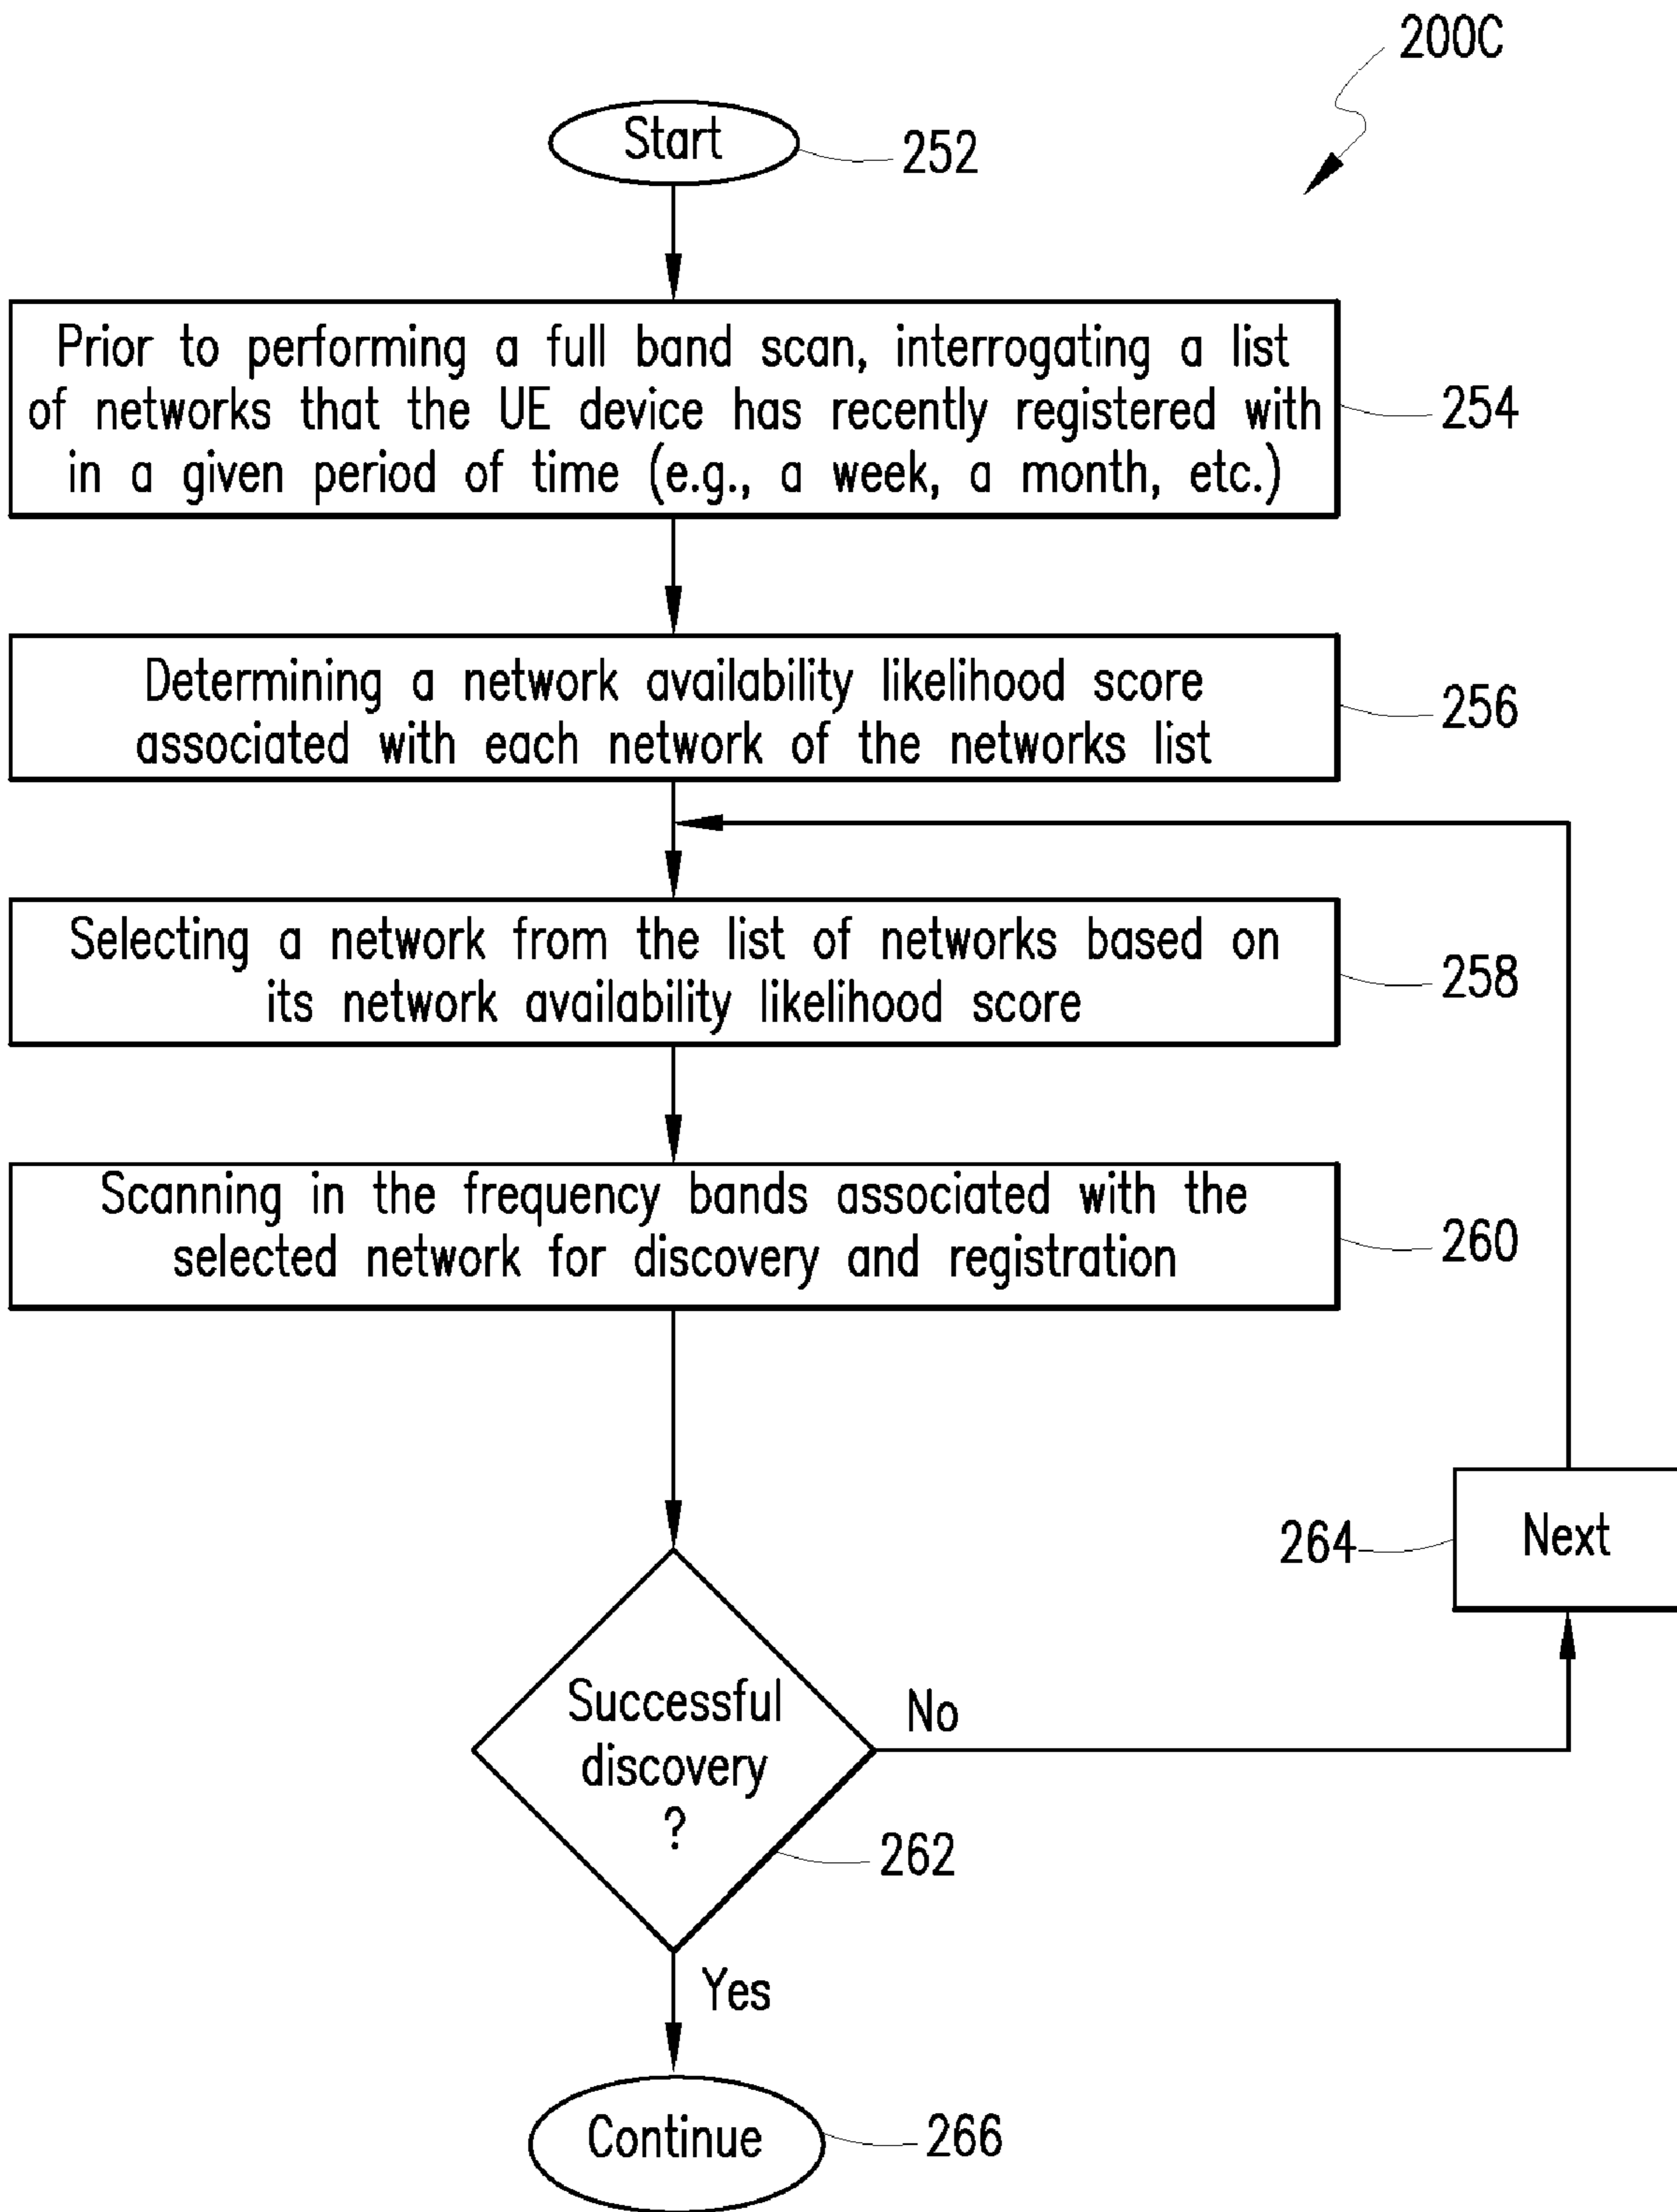 200C
Start
252
Prior to performing a full band scan, interrogating a list
of networks that the UE device has recently registered with
in a given period of time (e.g., a week, a month, etc.)
254
Determining a network availability likelihood score
associated with each network of the networks list
256
Selecting a network from the list of networks based on
its network availability likelihood score
258
Scanning in the frequency bands associated with the
selected network for discovery and registration
260
264
Next
Successful
discovery
?
No
262
Yes
Continue
266